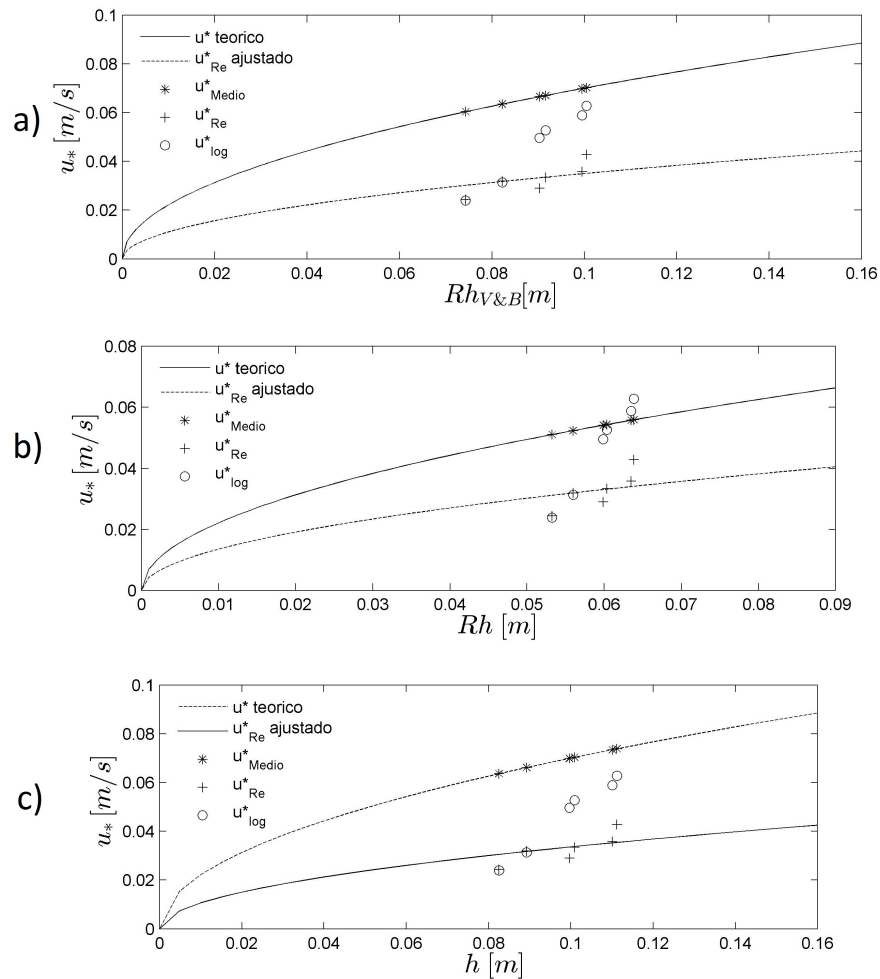 a)
u* teorico
u*Re ajustado
u*Medio
u*Re
u*log
u* [m/s]
0.1
0.08
0.06
0.04
0.02
0
0 0.02 0.04 0.06 0.08 0.1 0.12 0.14 0.16
RhV&B[m]
b)
u* teorico
u*Re ajustado
u*Medio
u*Re
u*log
u* [m/s]
0.08
0.06
0.04
0.02
0
0 0.01 0.02 0.03 0.04 0.05 0.06 0.07 0.08 0.09
Rh [m]
c)
u* teorico
u*Re ajustado
u*Medio
u*Re
u*log
u* [m/s]
0.1
0.08
0.06
0.04
0.02
0
0 0.02 0.04 0.06 0.08 0.1 0.12 0.14 0.16
h [m]